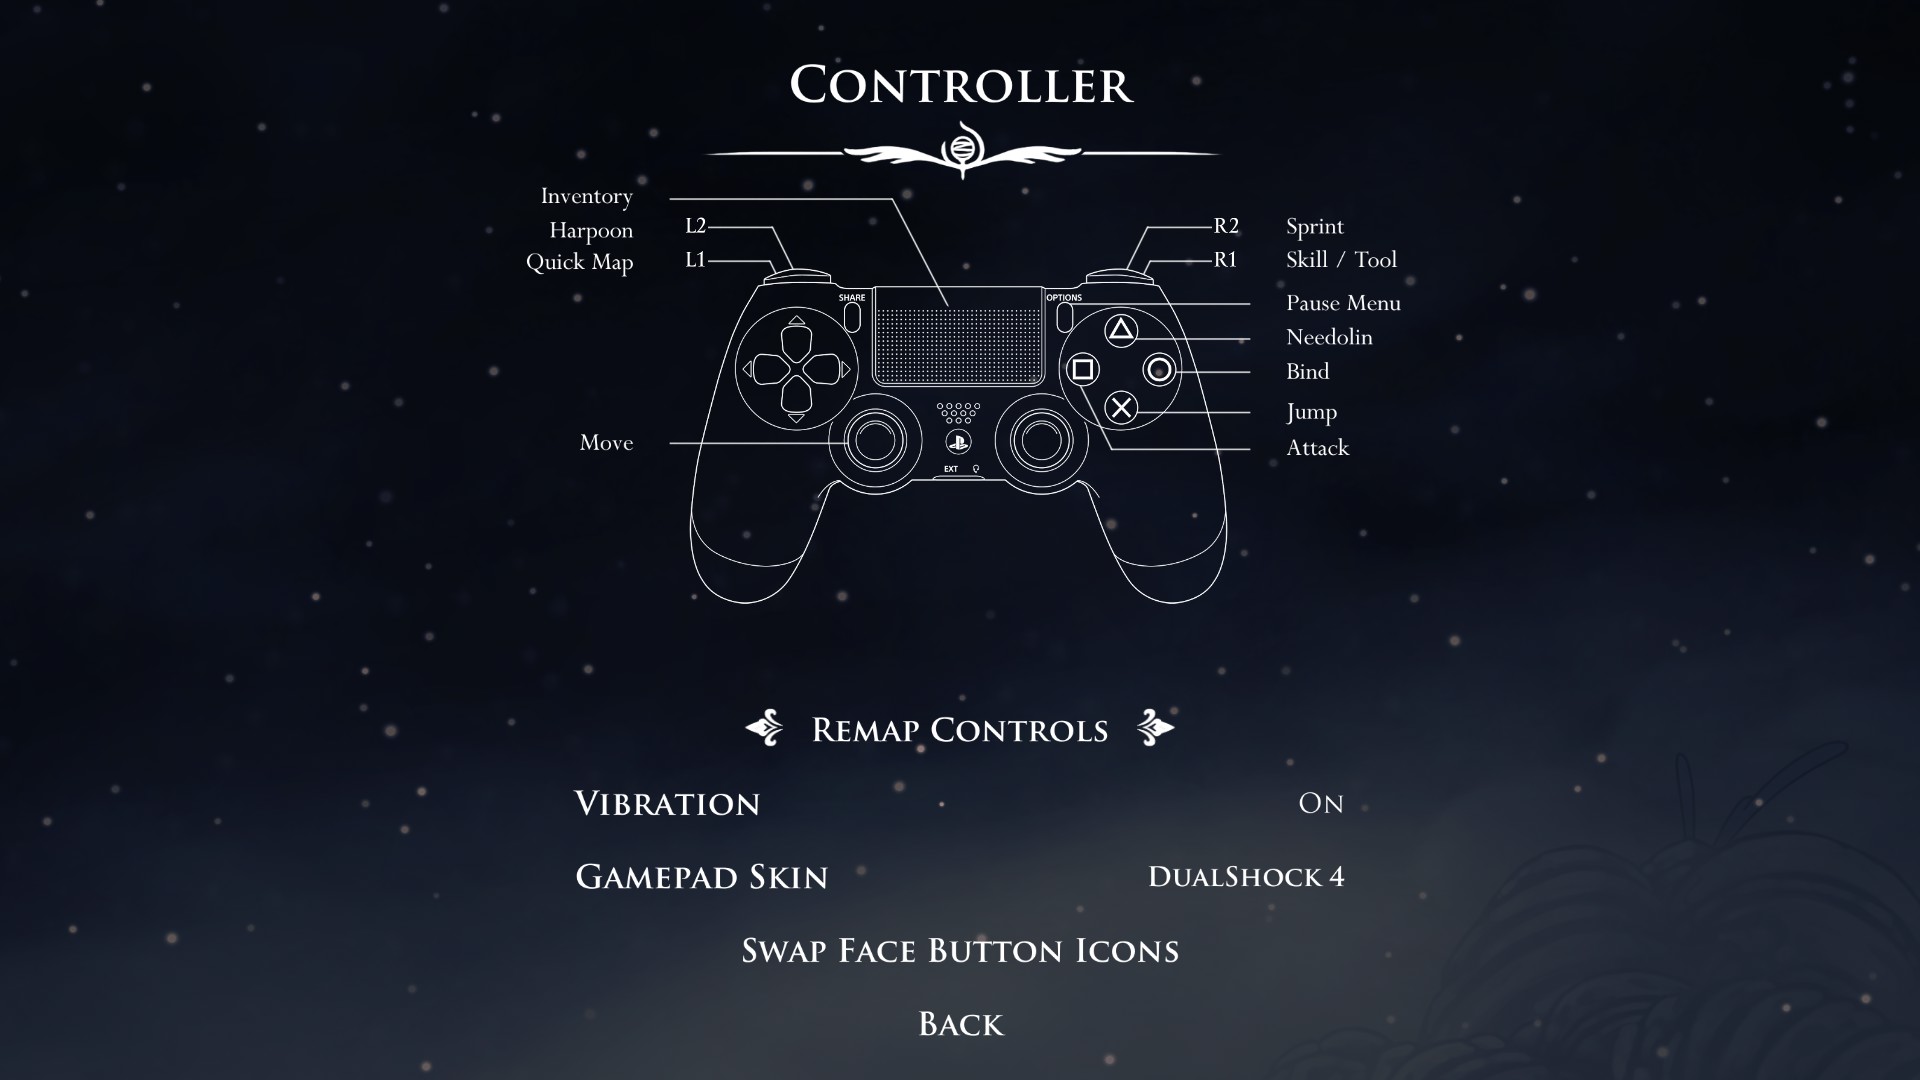 CONTROLLER
Inventory
Harpoon L2
Quick Map L1
R2 Sprint
R1 Skill / Tool
SHARE
OPTIONS
Pause Menu
Needolin
Bind
Jump
Attack
Move
EXT
REMAP CONTROLS
VIBRATION ON
GAMEPAD SKIN DUALSHOCK 4
SWAP FACE BUTTON ICONS
BACK